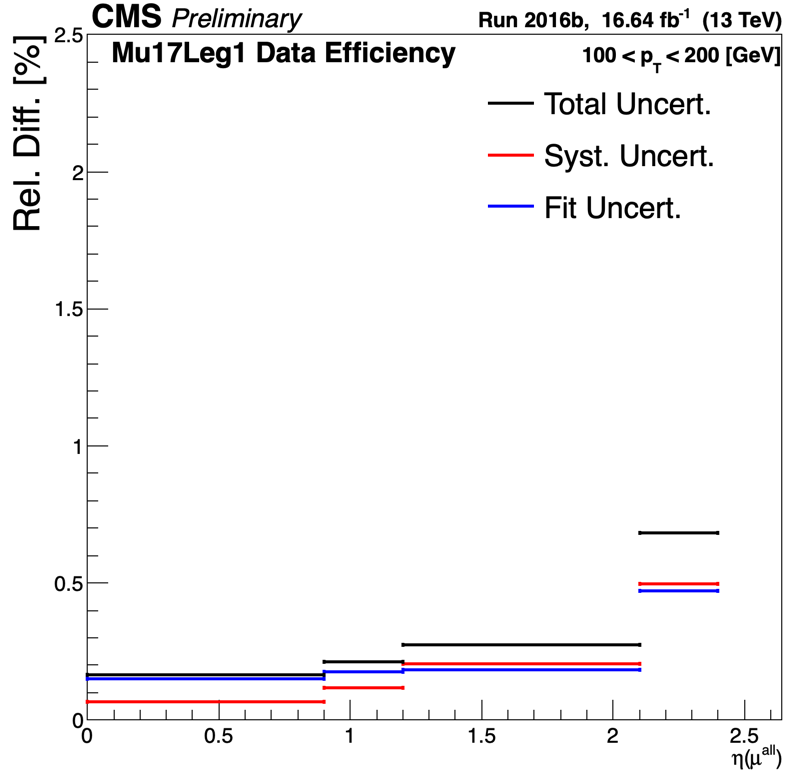 CMS Preliminary Run 2016b, 16.64 fb⁻¹ (13 TeV)
Mu17Leg1 Data Efficiency 100 < p_T < 200 [GeV]
Total Uncert.
Syst. Uncert.
Fit Uncert.
Rel. Diff. [%]
2.5
2
1.5
1
0.5
0
0 0.5 1 1.5 2 2.5
η(μ^all)